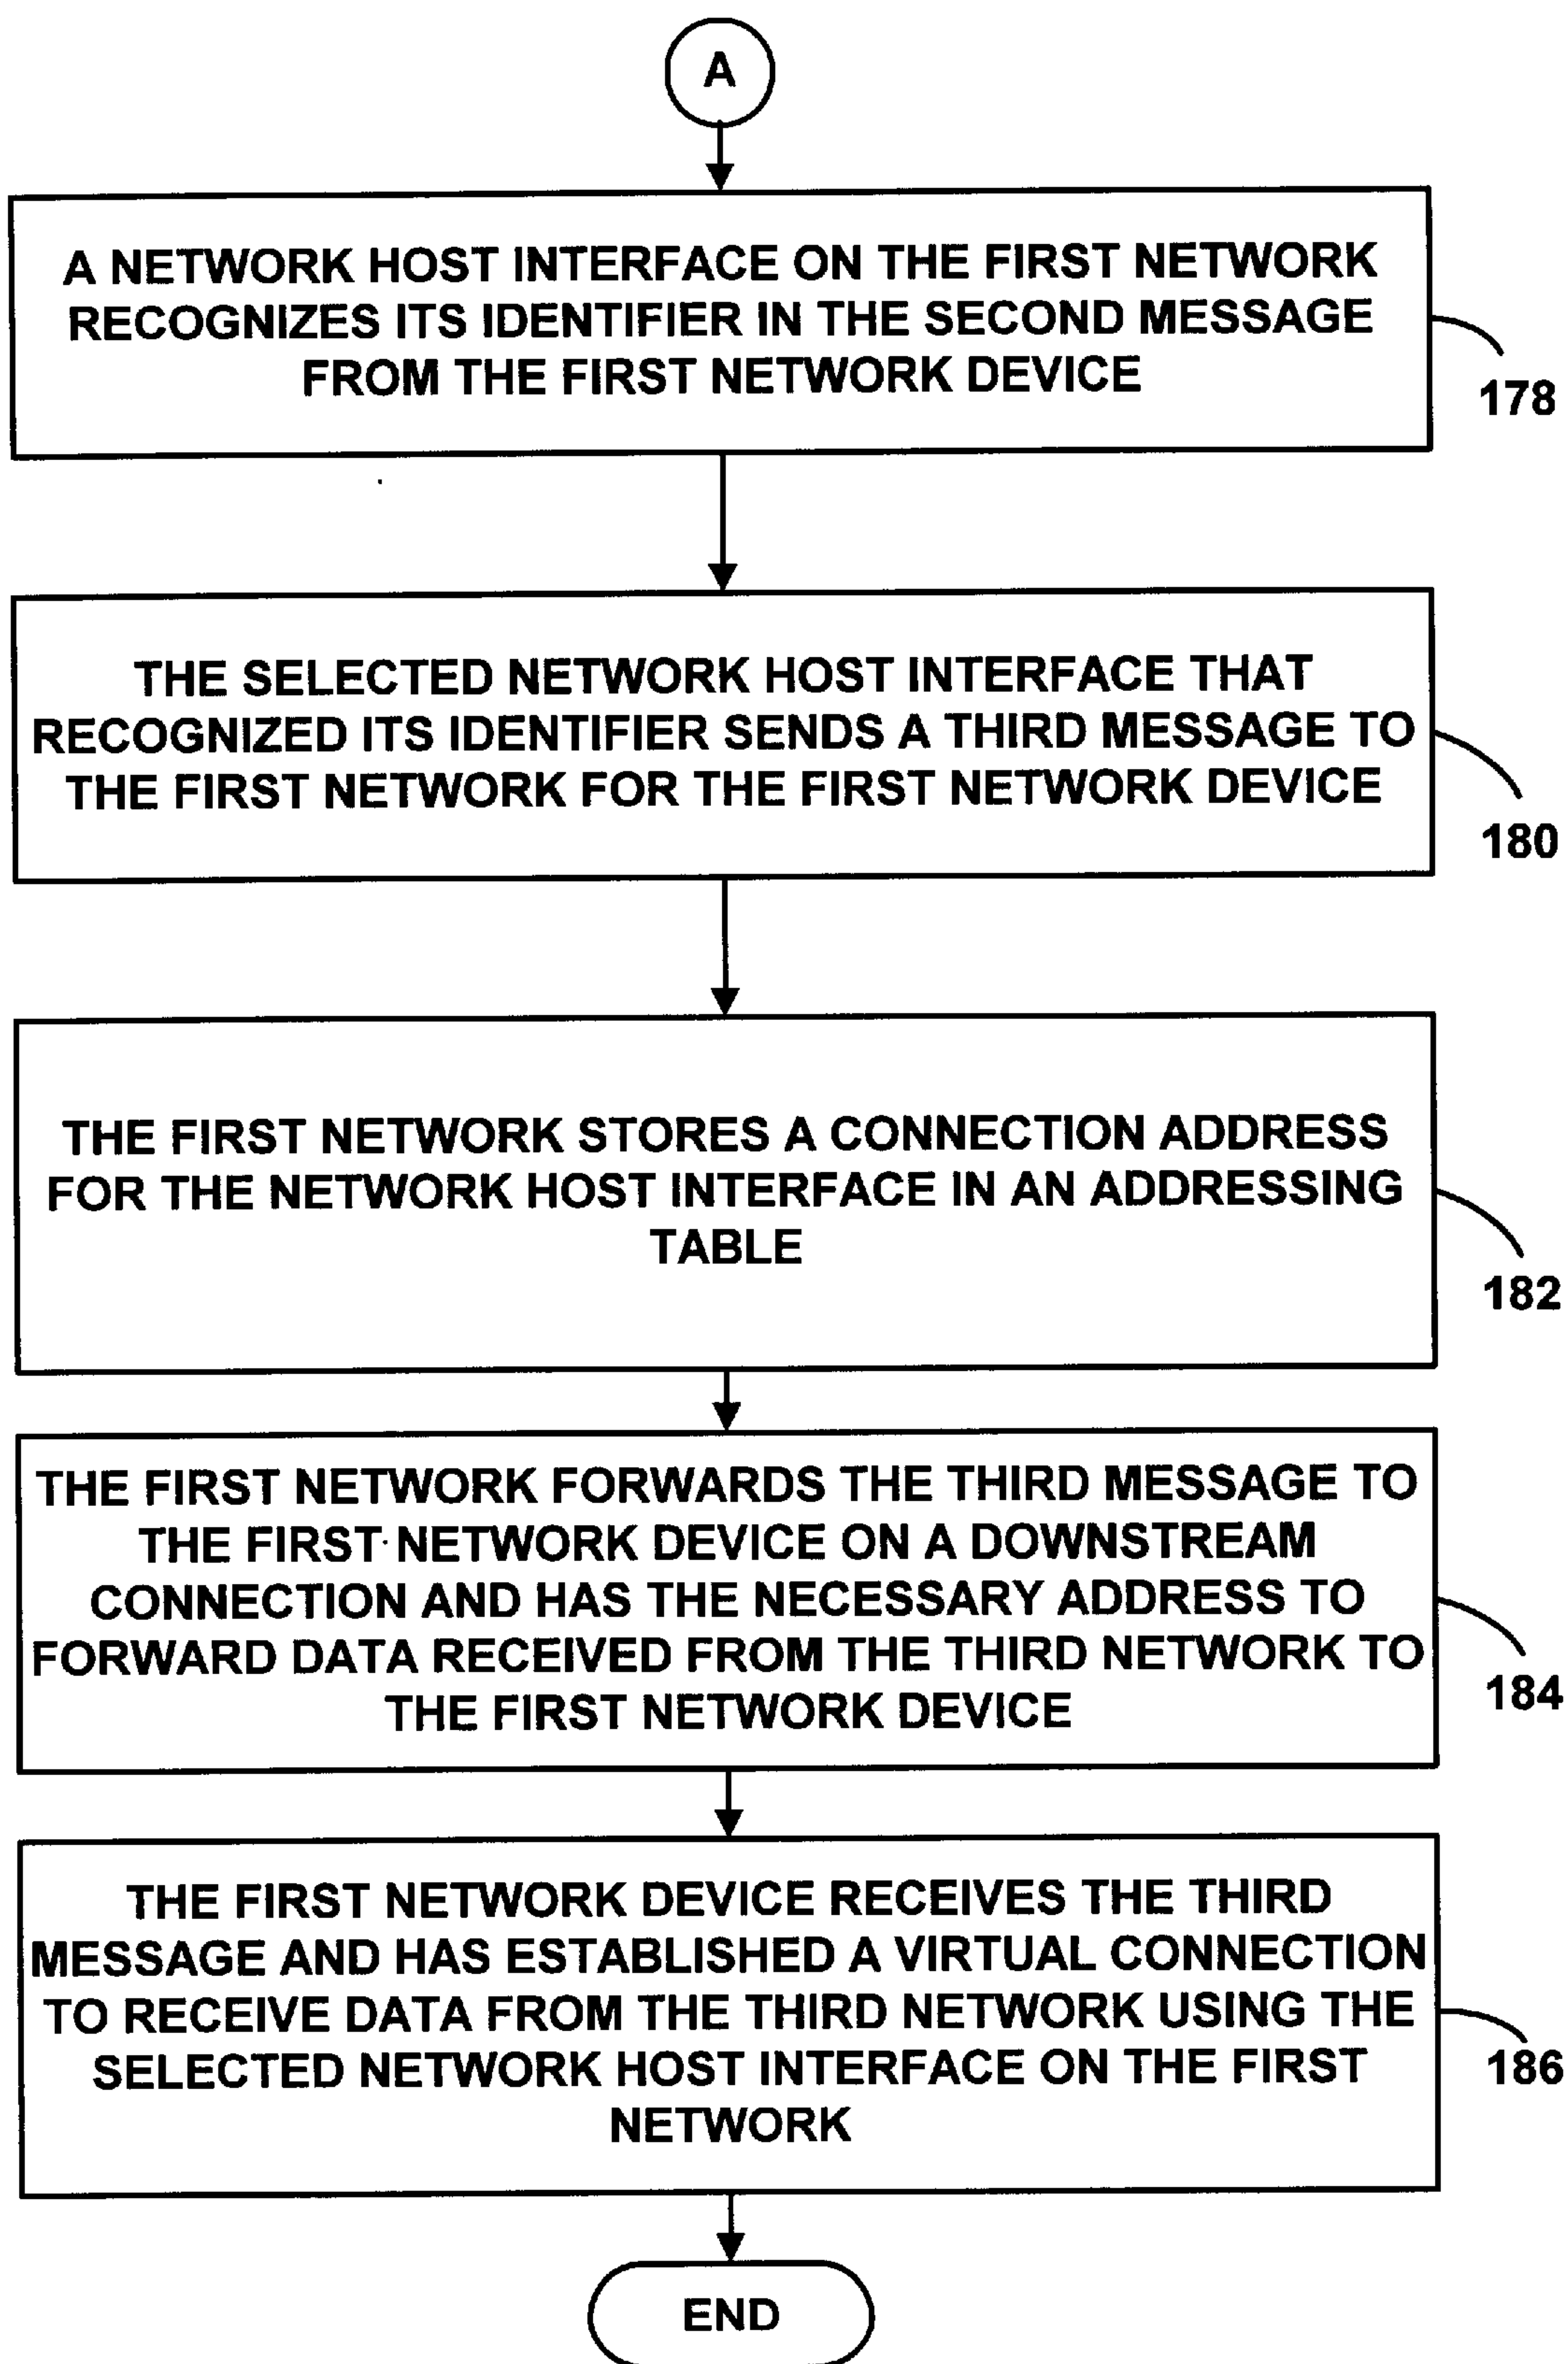 A
A NETWORK HOST INTERFACE ON THE FIRST NETWORK
RECOGNIZES ITS IDENTIFIER IN THE SECOND MESSAGE
FROM THE FIRST NETWORK DEVICE
178
THE SELECTED NETWORK HOST INTERFACE THAT
RECOGNIZED ITS IDENTIFIER SENDS A THIRD MESSAGE TO
THE FIRST NETWORK FOR THE FIRST NETWORK DEVICE
180
THE FIRST NETWORK STORES A CONNECTION ADDRESS
FOR THE NETWORK HOST INTERFACE IN AN ADDRESSING
TABLE
182
THE FIRST NETWORK FORWARDS THE THIRD MESSAGE TO
THE FIRST NETWORK DEVICE ON A DOWNSTREAM
CONNECTION AND HAS THE NECESSARY ADDRESS TO
FORWARD DATA RECEIVED FROM THE THIRD NETWORK TO
THE FIRST NETWORK DEVICE
184
THE FIRST NETWORK DEVICE RECEIVES THE THIRD
MESSAGE AND HAS ESTABLISHED A VIRTUAL CONNECTION
TO RECEIVE DATA FROM THE THIRD NETWORK USING THE
SELECTED NETWORK HOST INTERFACE ON THE FIRST
NETWORK
186
END